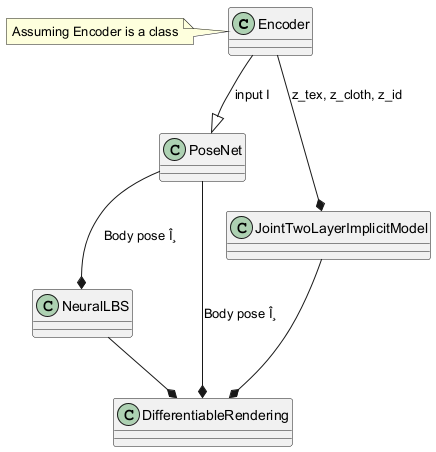 Assuming Encoder is a class
C Encoder
input I
z_tex, z_cloth, z_id
C PoseNet
Body pose Î¸
C JointTwoLayerImplicitModel
C NeuralLBS
Body pose Î¸
C DifferentiableRendering